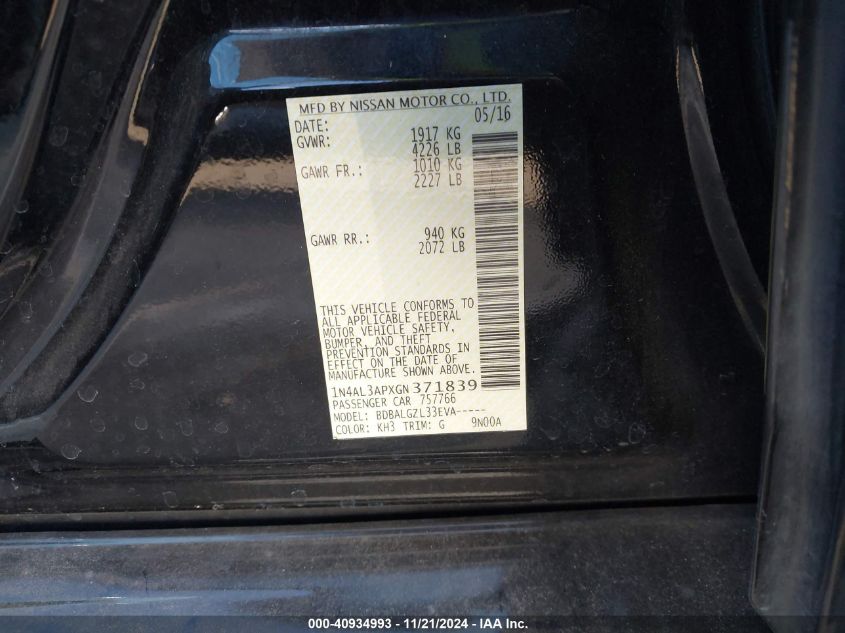 MFD BY NISSAN MOTOR CO., LTD.
DATE: 05/16
GVWR: 1917 KG
4226 LB
GAWR FR.: 1010 KG
2227 LB
GAWR RR.: 940 KG
2072 LB
THIS VEHICLE CONFORMS TO
ALL APPLICABLE FEDERAL
MOTOR VEHICLE SAFETY,
BUMPER, AND THEFT
PREVENTION STANDARDS IN
EFFECT ON THE DATE OF
MANUFACTURE SHOWN ABOVE.
1N4AL3APXGN371839
PASSENGER CAR 757766
MODEL: BDBALGZL33EVA-----
COLOR: KH3 TRIM: G 9N00A
000-40934993 - 11/21/2024 - IAA Inc.